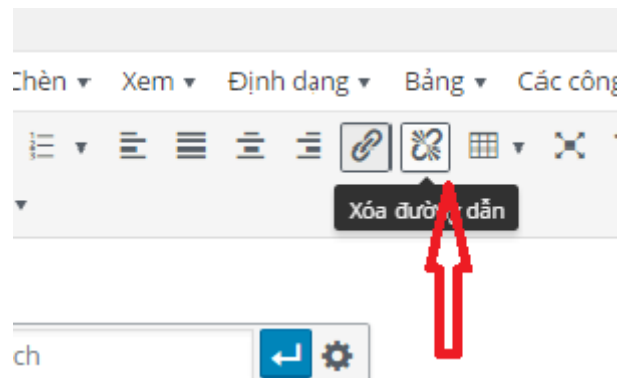 Chèn Xem Định dạng Bảng Các công
Xóa đường dẫn
ch